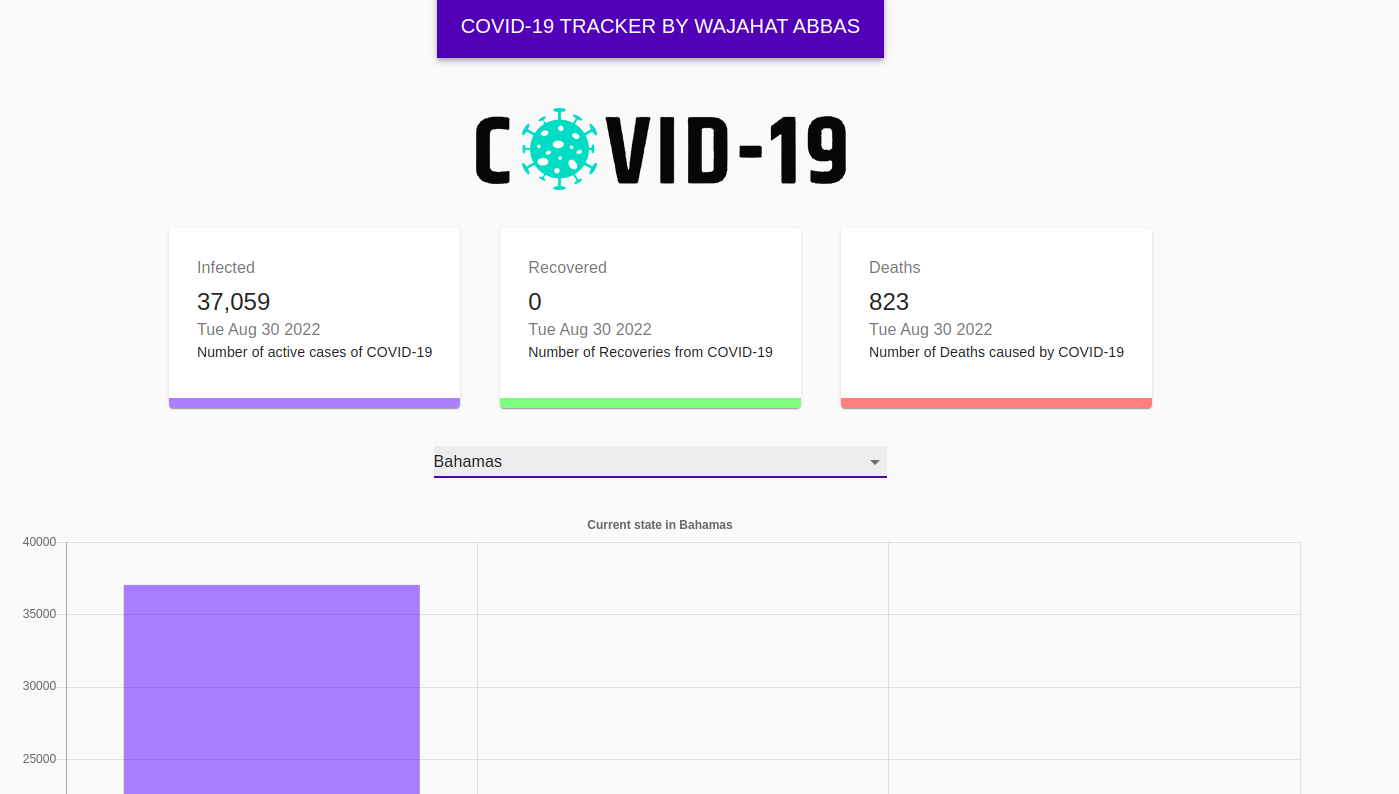 COVID-19 TRACKER BY WAJAHAT ABBAS
COVID-19
Infected
37,059
Tue Aug 30 2022
Number of active cases of COVID-19
Recovered
0
Tue Aug 30 2022
Number of Recoveries from COVID-19
Deaths
823
Tue Aug 30 2022
Number of Deaths caused by COVID-19
Bahamas
Current state in Bahamas
40000
35000
30000
25000